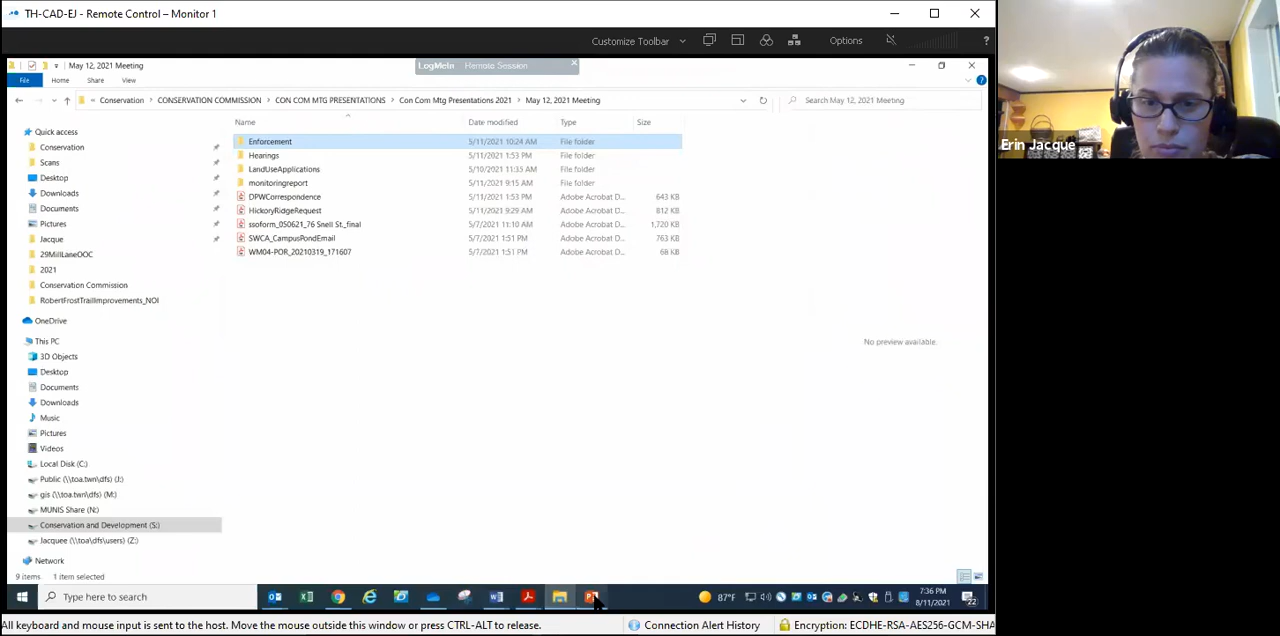 TH-CAD-EJ - Remote Control – Monitor 1
Customize Toolbar
Options
?
May 12, 2021 Meeting
LogMeIn Remote Session
File Home Share View
« Conservation > CONSERVATION COMMISSION > CON COM MTG PRESENTATIONS > Con Com Mtg Presentations 2021 > May 12, 2021 Meeting
Search May 12, 2021 Meeting
Erin Jacque
Name Date modified Type Size
Enforcement 5/11/2021 10:24 AM File folder
Hearings 5/11/2021 1:53 PM File folder
LandUseApplications 5/10/2021 11:35 AM File folder
monitoringreport 5/11/2021 9:15 AM File folder
DPWCorrespondence 5/11/2021 1:53 PM Adobe Acrobat D... 643 KB
HickoryRidgeRequest 5/11/2021 9:29 AM Adobe Acrobat D... 812 KB
ssoform_050621_76 Snell St._final 5/7/2021 11:10 AM Adobe Acrobat D... 1,720 KB
SWCA_CampusPondEmail 5/7/2021 1:51 PM Adobe Acrobat D... 763 KB
WM04-POR_20210319_171607 5/7/2021 1:51 PM Adobe Acrobat D... 68 KB
Quick access
Conservation
Scans
Desktop
Downloads
Documents
Pictures
Jacque
29MillLaneOOC
2021
Conservation Commission
RobertFrostTrailImprovements_NOI
OneDrive
This PC
3D Objects
Desktop
Documents
Downloads
Music
Pictures
Videos
Local Disk (C:)
Public (\\toa.twn\dfs) (J:)
gis (\\toa.twn\dfs) (M:)
MUNIS Share (N:)
Conservation and Development (S:)
Jacquee (\\toa\dfs\users) (Z:)
Network
No preview available.
9 items 1 item selected
Type here to search
87°F
7:36 PM
8/11/2021
22
All keyboard and mouse input is sent to the host. Move the mouse outside this window or press CTRL-ALT to release.
Connection Alert History
Encryption: ECDHE-RSA-AES256-GCM-SHA